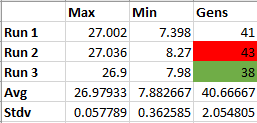 Max Min Gens
Run 1 27.002 7.398 41
Run 2 27.036 8.27 43
Run 3 26.9 7.98 38
Avg 26.97933 7.882667 40.66667
Stdv 0.057789 0.362585 2.054805